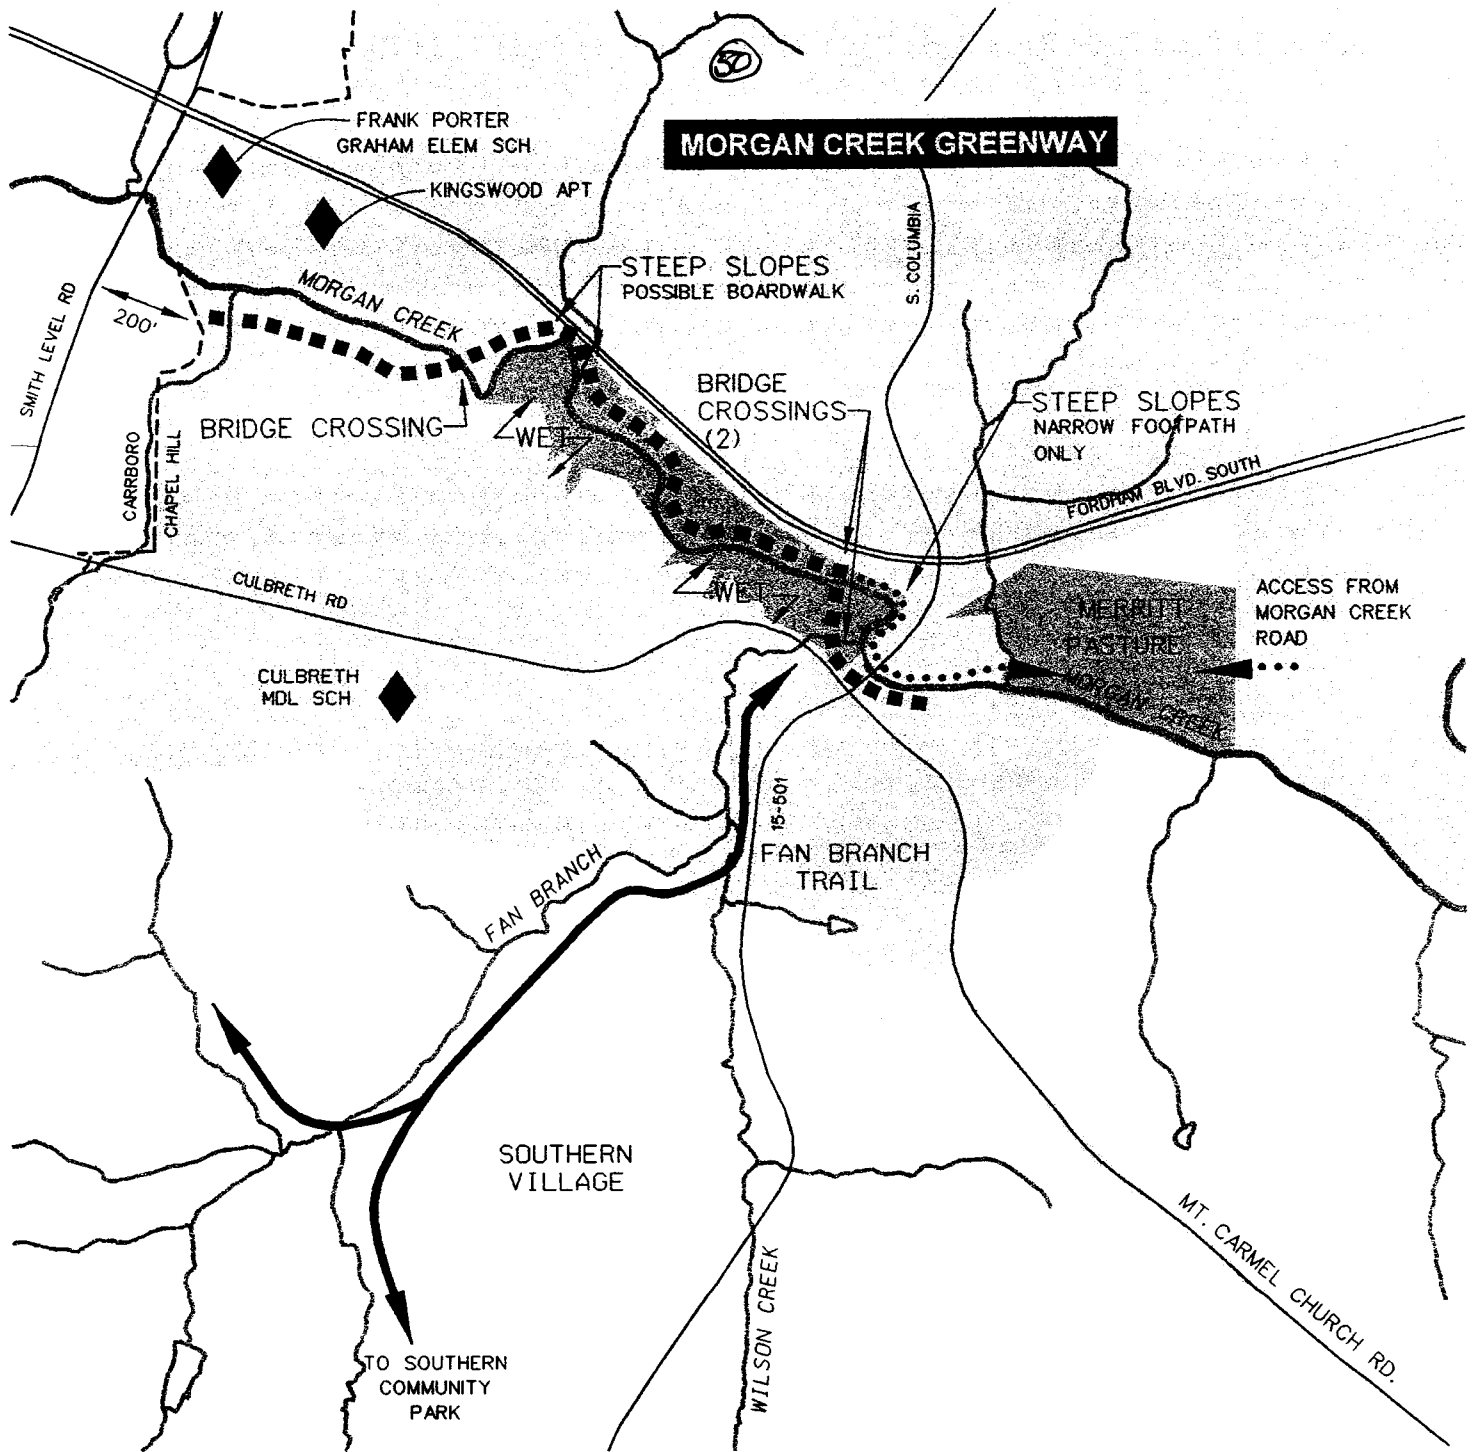 50
MORGAN CREEK GREENWAY
FRANK PORTER
GRAHAM ELEM SCH
KINGSWOOD APT
S. COLUMBIA
STEEP SLOPES
POSSIBLE BOARDWALK
MORGAN CREEK
SMITH LEVEL RD
200'
BRIDGE
CROSSINGS
(2)
STEEP SLOPES
NARROW FOOTPATH
ONLY
BRIDGE CROSSING
WET
CARRBORO
CHAPEL HILL
FORDHAM BLVD. SOUTH
CULBRETH RD
WET
MERRITT
PASTURE
ACCESS FROM
MORGAN CREEK
ROAD
CULBRETH
MDL SCH
MORGAN CREEK
15-501
FAN BRANCH
TRAIL
FAN BRANCH
SOUTHERN
VILLAGE
MT. CARMEL CHURCH RD.
WILSON CREEK
TO SOUTHERN
COMMUNITY
PARK